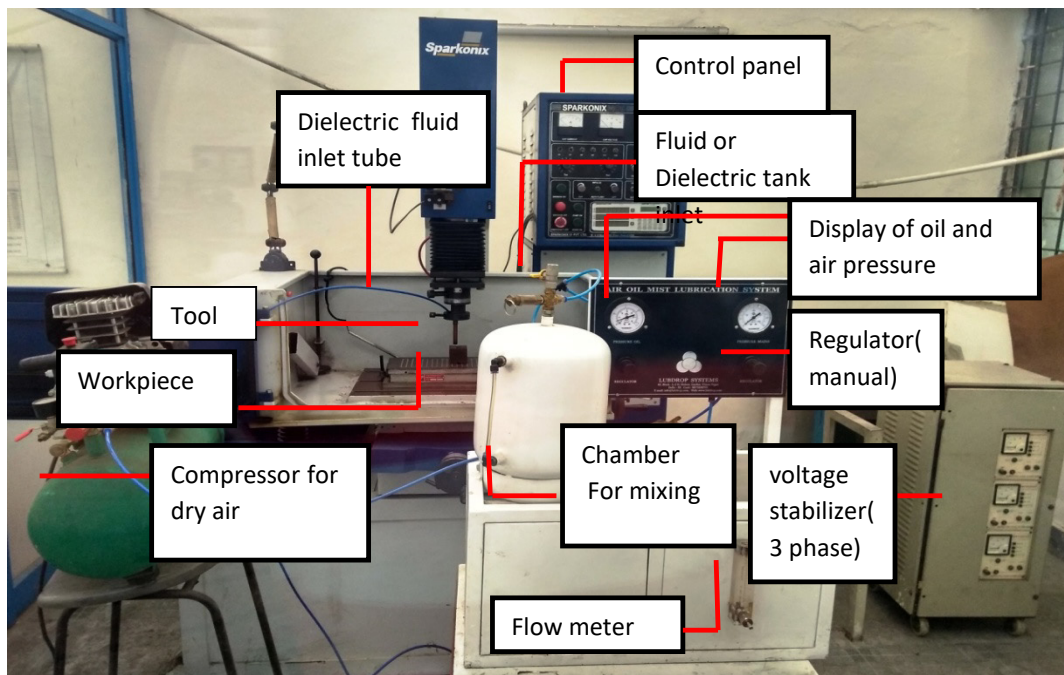 Sparkonix
Control panel
SPARKONIX
Dielectric fluid
inlet tube
Fluid or
Dielectric tank
inlet
Display of oil and
air pressure
AIR OIL MIST LUBRICATION SYSTEM
Tool
Workpiece
Regulator(
manual)
REGULATOR
LUBDROP SYSTEMS
Compressor for
dry air
Chamber
For mixing
voltage
stabilizer(
3 phase)
Flow meter